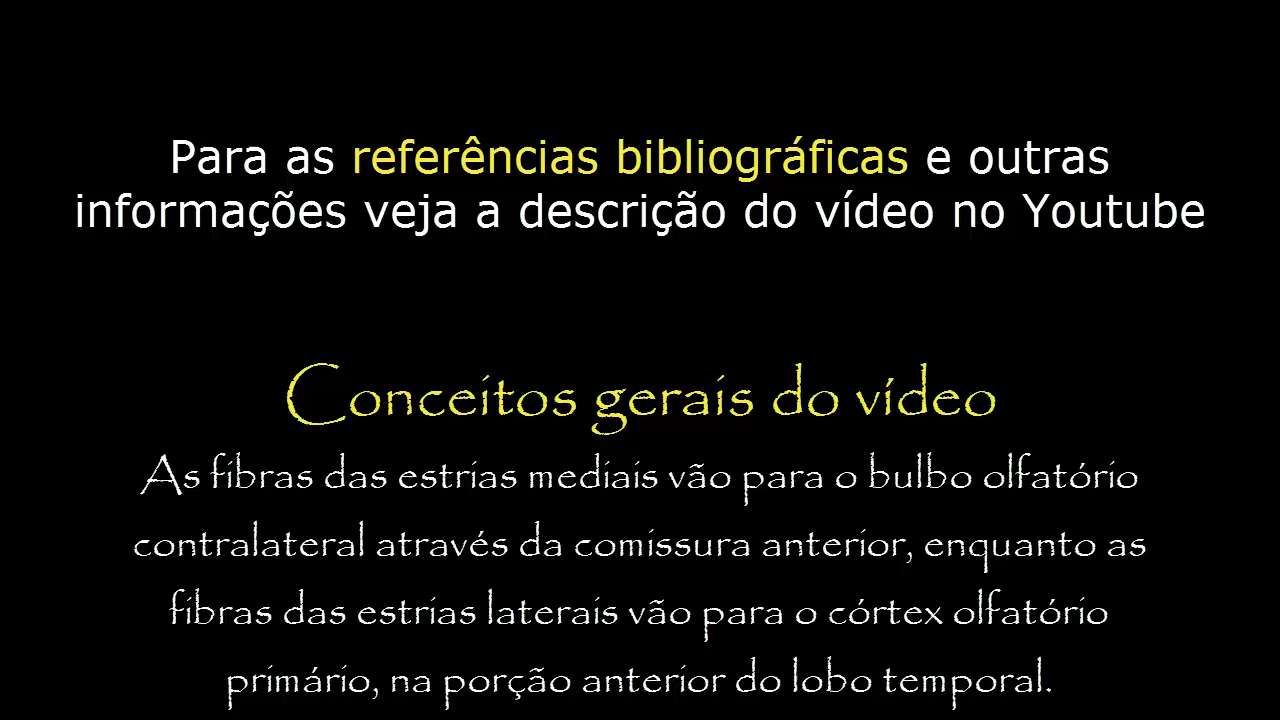 Para as referências bibliográficas e outras
informações veja a descrição do vídeo no Youtube
Conceitos gerais do vídeo
As fibras das estrias mediais vão para o bulbo olfatório
contralateral através da comissura anterior, enquanto as
fibras das estrias laterais vão para o córtex olfatório
primário, na porção anterior do lobo temporal.